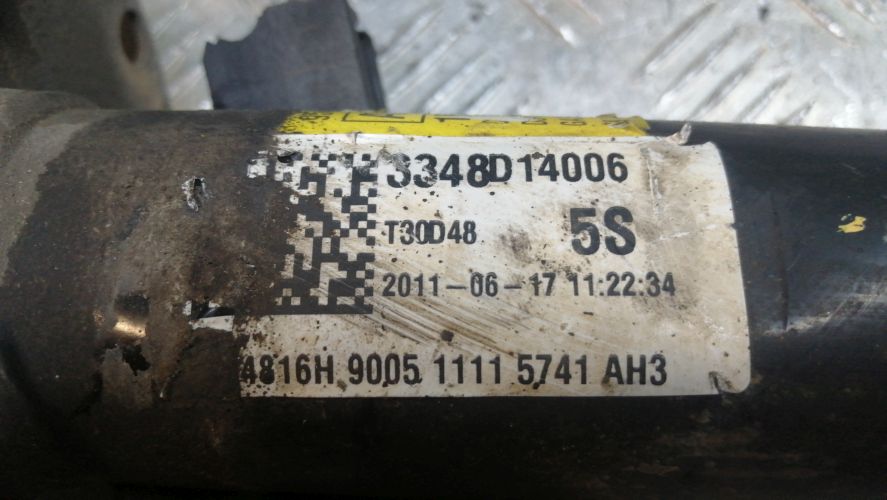 3348D14006
T30D48
5S
2011-06-17 11:22:34
4816H 9005 1111 5741 AH3